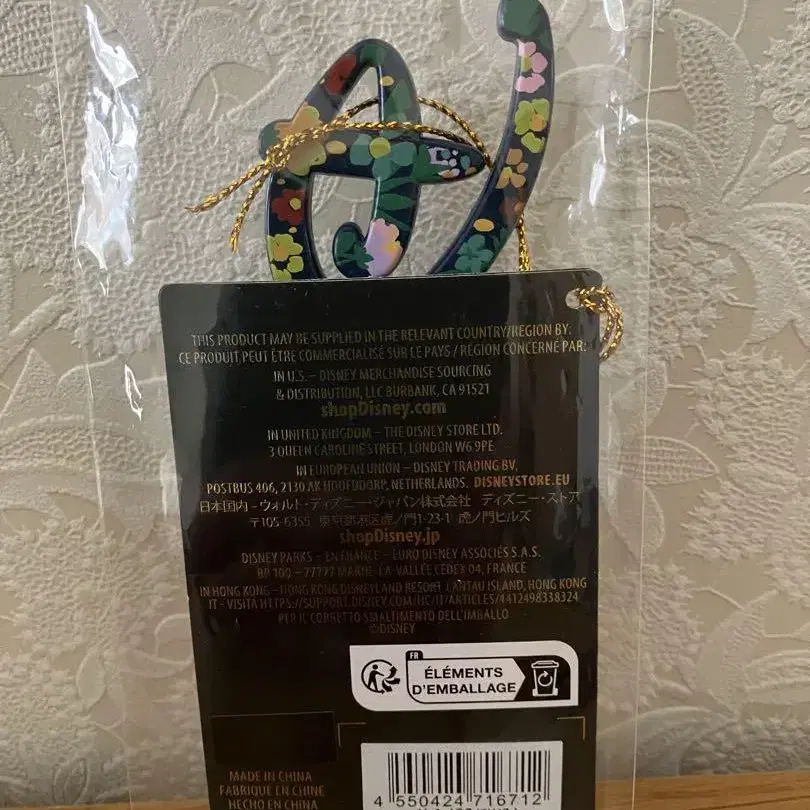 THIS PRODUCT MAY BE SUPPLIED IN THE RELEVANT COUNTRY/REGION BY:
CE PRODUIT PEUT ÊTRE COMMERCIALISÉ SUR LE PAYS / RÉGION CONCERNÉ PAR:
IN U.S. – DISNEY MERCHANDISE SOURCING
& DISTRIBUTION, LLC BURBANK, CA 91521
shopDisney.com
IN UNITED KINGDOM – THE DISNEY STORE LTD.
3 QUEEN CAROLINE STREET, LONDON W6 9PE
IN EUROPEAN UNION – DISNEY TRADING BV,
POSTBUS 406, 2130 AK HOOFDDORP, NETHERLANDS. DISNEYSTORE.EU
日本国内 - ウォルト・ディズニー・ジャパン株式会社 ディズニー・ストア
〒105-6355 東京都港区虎ノ門1-23-1 虎ノ門ヒルズ
shopDisney.jp
DISNEY PARKS – EN FRANCE – EURO DISNEY ASSOCIÉS S.A.S.
BP 100 – 77777 MARNE-LA-VALLÉE CEDEX 04, FRANCE
IN HONG KONG – HONG KONG DISNEYLAND RESORT, LANTAU ISLAND, HONG KONG
IT - VISITA HTTPS://SUPPORT.DISNEY.COM/HC/IT/ARTICLES/4412498338324
PER IL CORRETTO SMALTIMENTO DELL'IMBALLO
©DISNEY
FR
ÉLÉMENTS
D'EMBALLAGE
MADE IN CHINA
FABRIQUÉ EN CHINE
HECHO EN CHINA
4 550424 716712